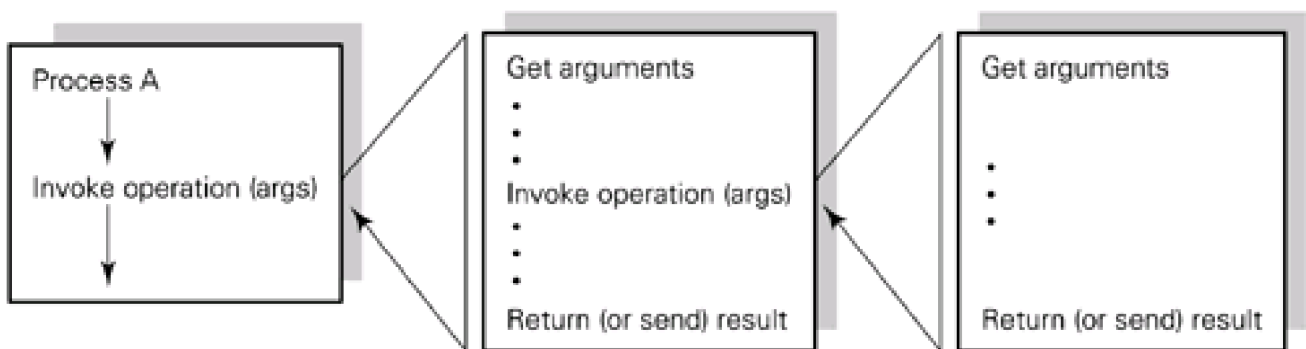 Process A
Invoke operation (args)
Get arguments
Invoke operation (args)
Return (or send) result
Get arguments
Return (or send) result